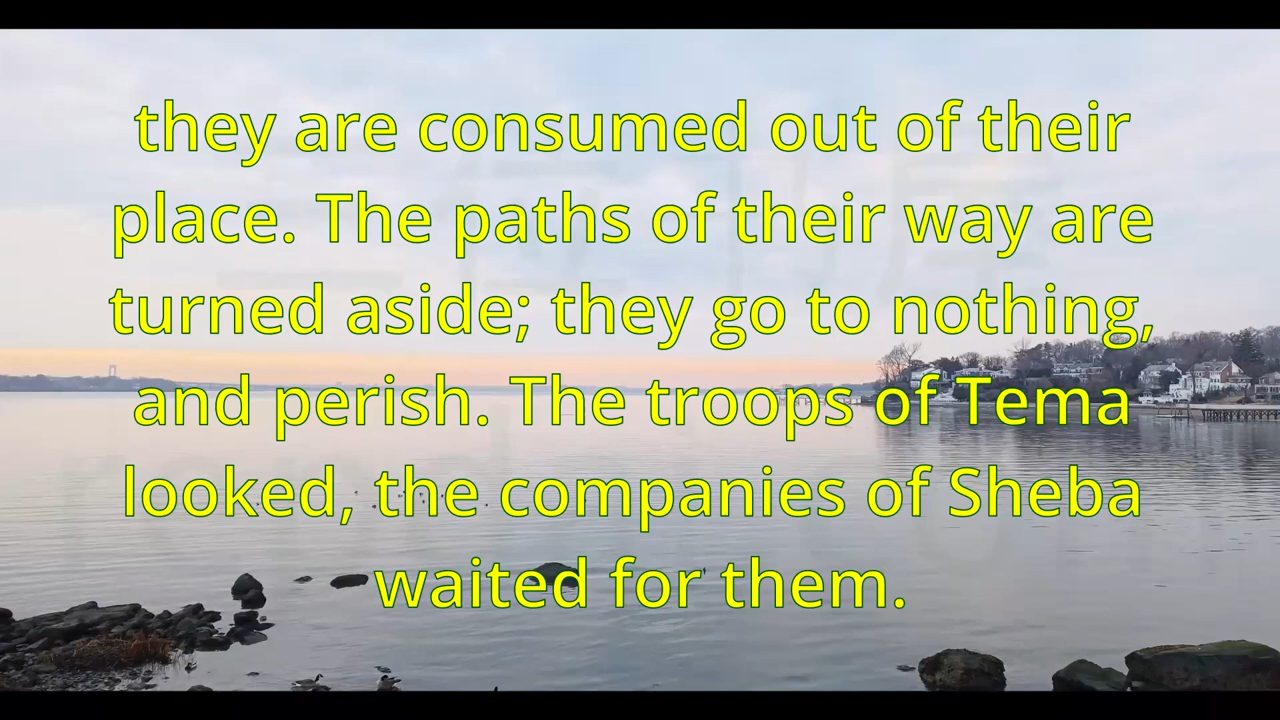 they are consumed out of their
place. The paths of their way are
turned aside; they go to nothing,
and perish. The troops of Tema
looked, the companies of Sheba
waited for them.